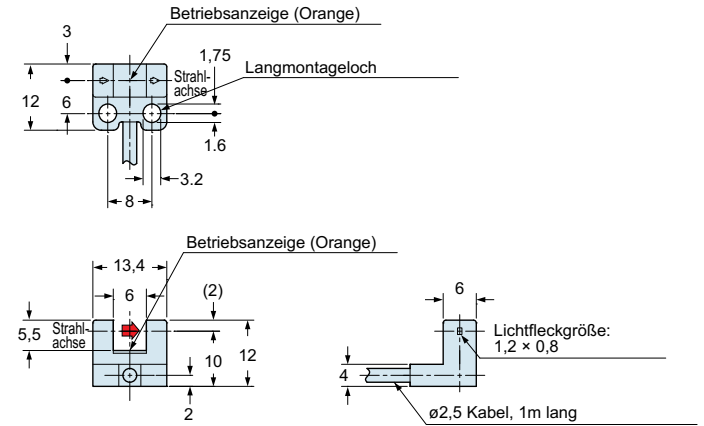 Betriebsanzeige (Orange)
3
1,75
Langmontageloch
Strahl-
achse
12
6
1.6
3.2
8
Betriebsanzeige (Orange)
13,4
6
(2)
6
5,5
Strahl-
achse
Lichtfleckgröße:
1,2 × 0,8
10
12
4
2
ø2,5 Kabel, 1m lang